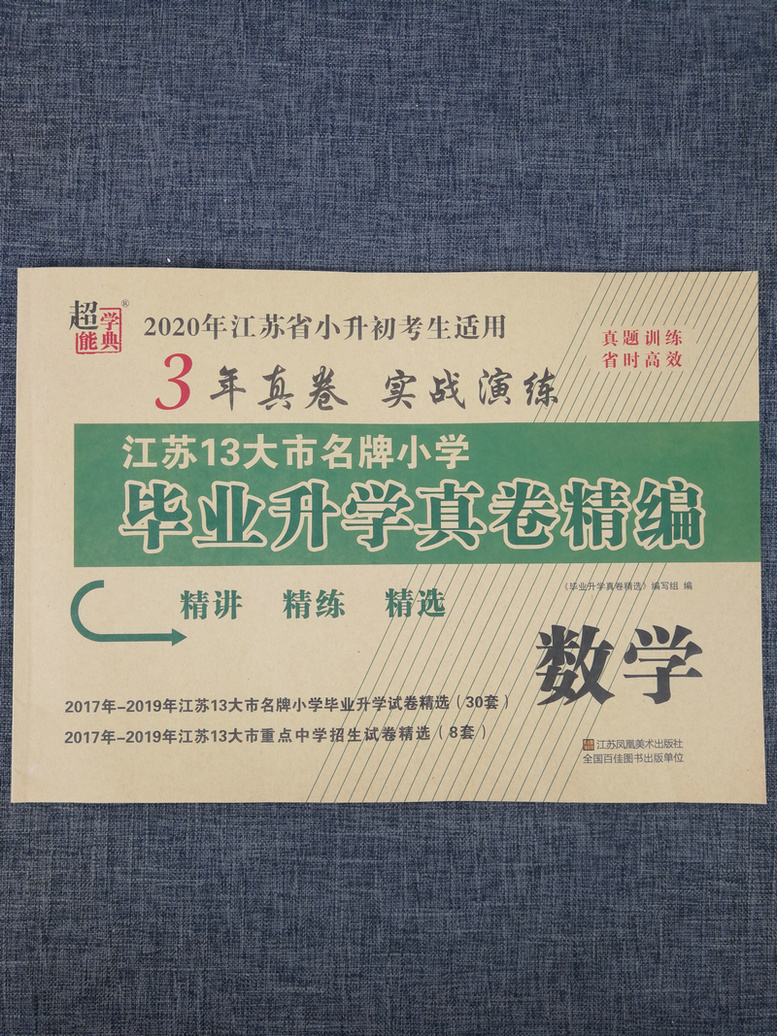 超能学典®
2020年江苏省小升初考生适用
真题训练
省时高效
3年真卷 实战演练
江苏13大市名牌小学
毕业升学真卷精编
《毕业升学真卷精选》编写组 编
精讲 精练 精选
数学
2017年-2019年江苏13大市名牌小学毕业升学试卷精选(30套)
2017年-2019年江苏13大市重点中学招生试卷精选(8套)
江苏凤凰美术出版社
全国百佳图书出版单位